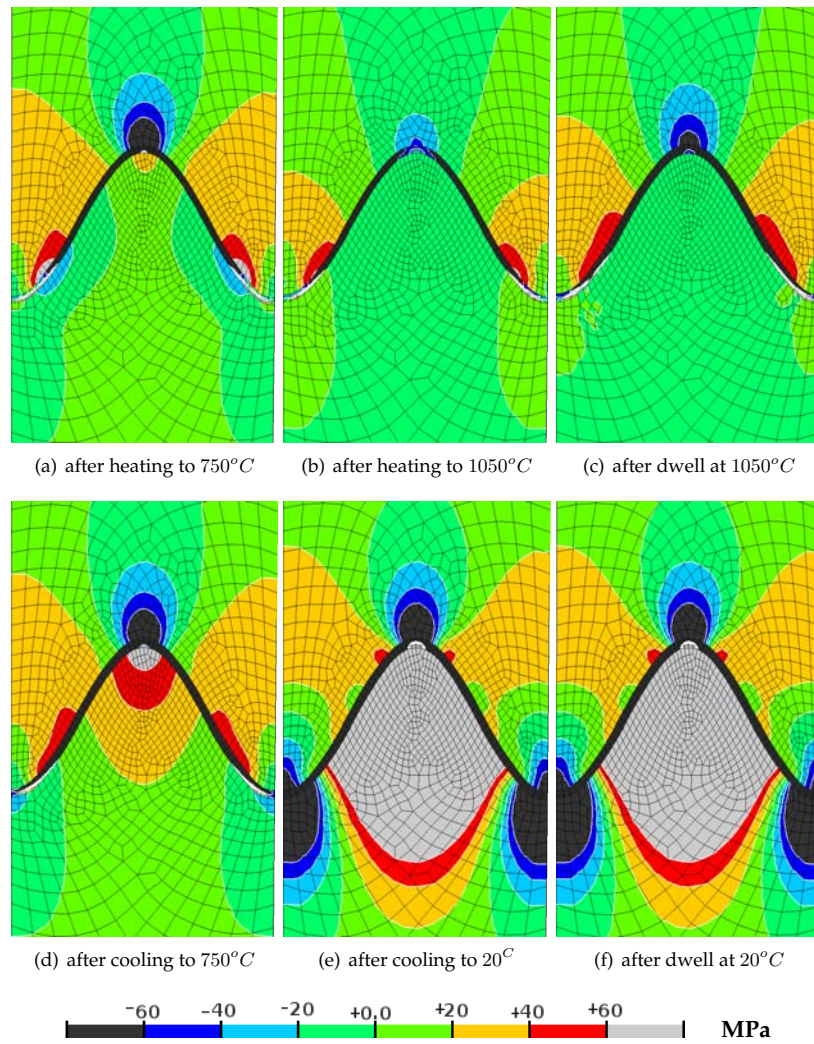 (a) after heating to 750°C (b) after heating to 1050°C (c) after dwell at 1050°C
(d) after cooling to 750°C (e) after cooling to 20^C (f) after dwell at 20°C
-60 -40 -20 +0.0 +20 +40 +60 MPa